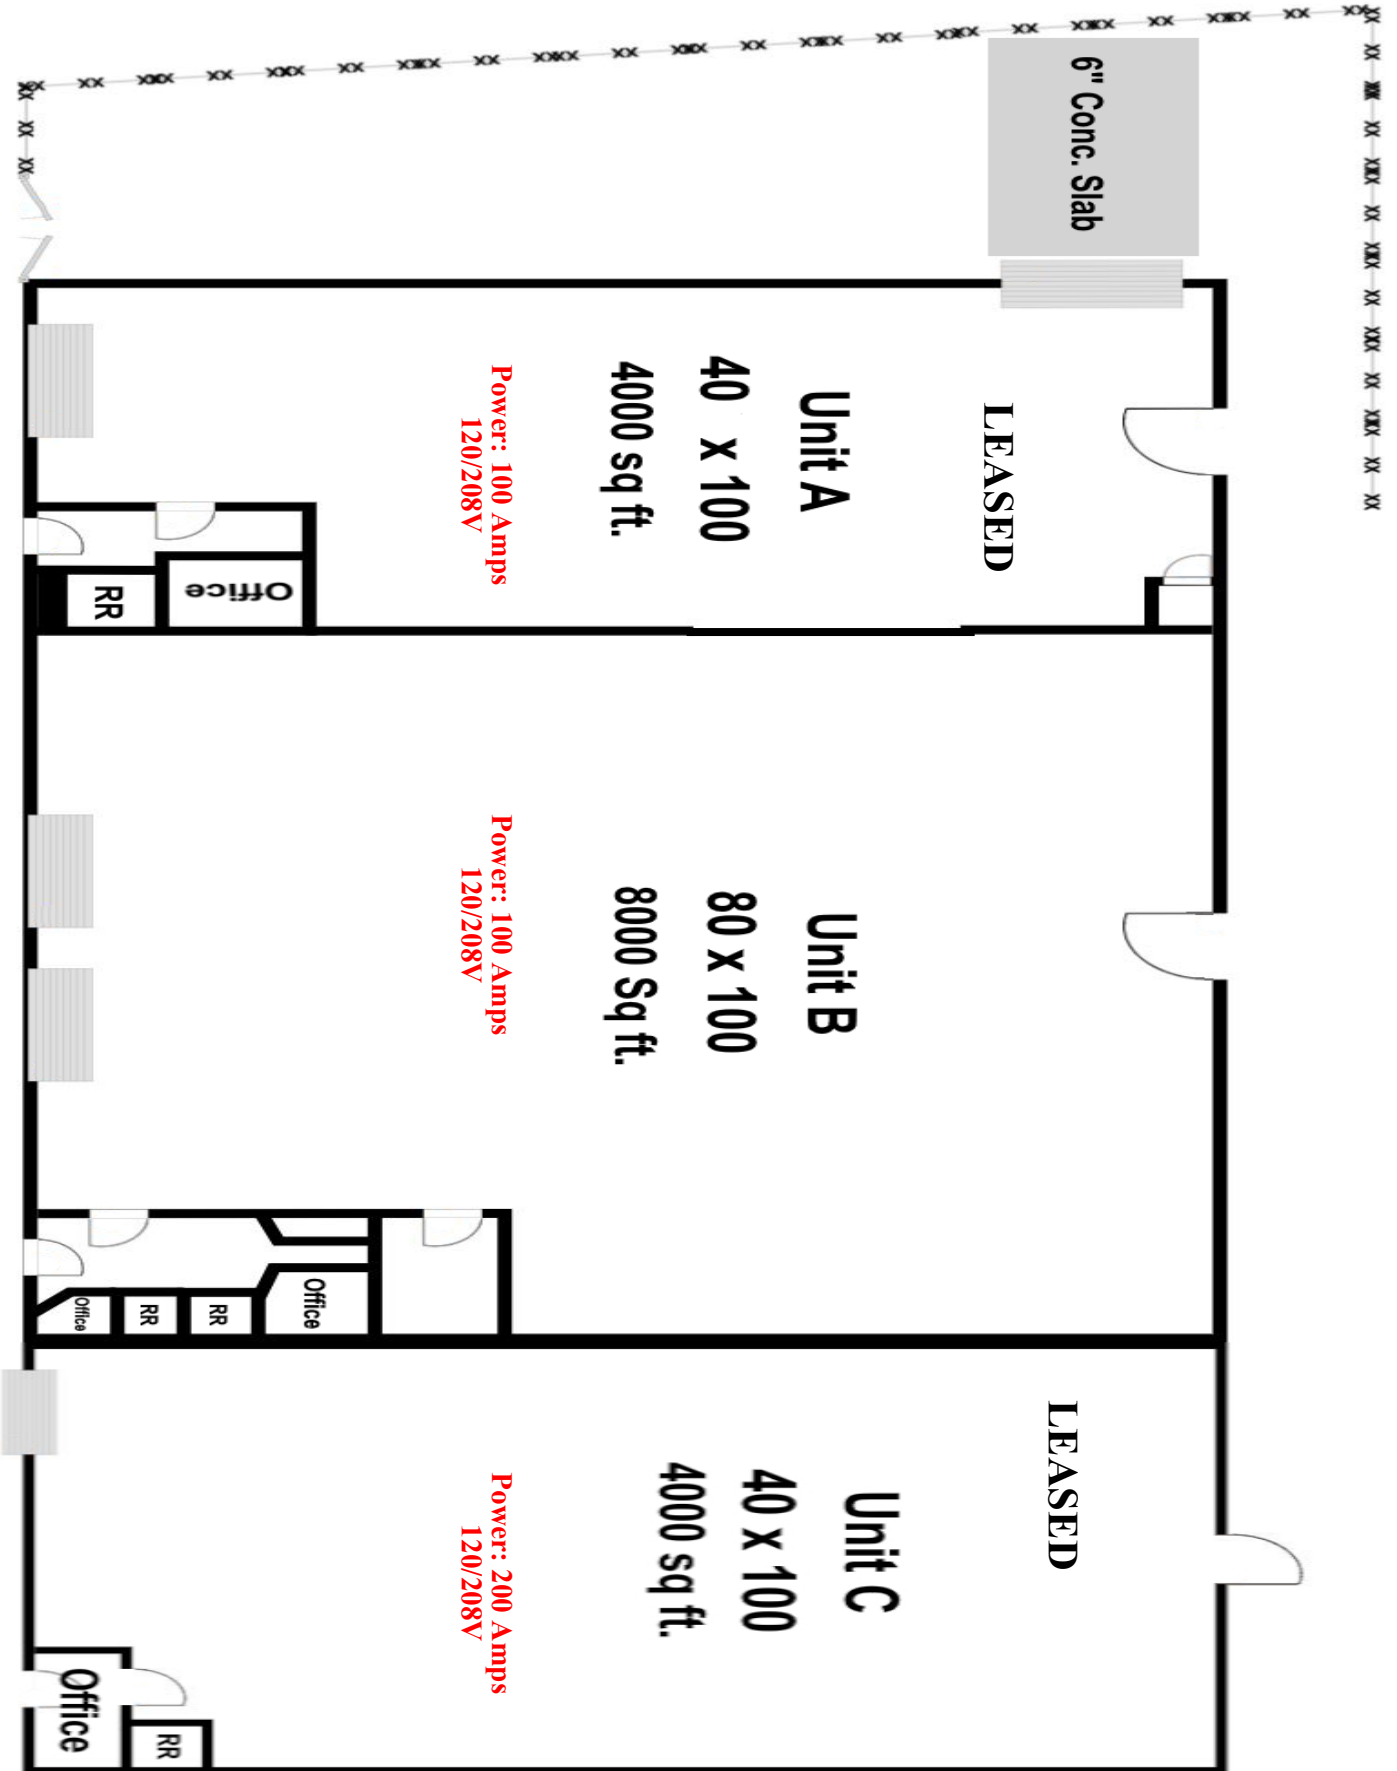 6" Conc. Slab
LEASED
Unit A
40 x 100
4000 sq ft.
Power: 100 Amps
120/208V
Office
RR
Unit B
80 x 100
8000 Sq ft.
Power: 100 Amps
120/208V
Office
RR
RR
Office
LEASED
Unit C
40 x 100
4000 sq ft.
Power: 200 Amps
120/208V
RR
Office